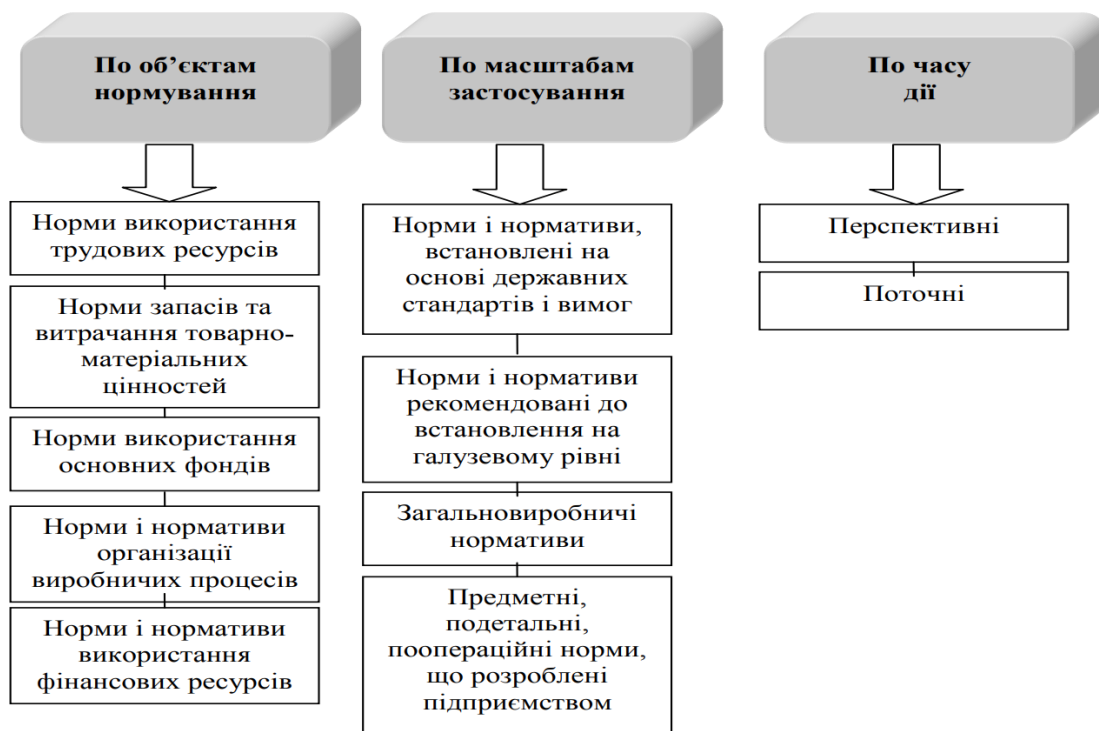 По об’єктам
нормування
Норми використання
трудових ресурсів
Норми запасів та
витрачання товарно-
матеріальних
цінностей
Норми використання
основних фондів
Норми і нормативи
організації
виробничих процесів
Норми і нормативи
використання
фінансових ресурсів
По масштабам
застосування
Норми і нормативи,
встановлені на
основі державних
стандартів і вимог
Норми і нормативи
рекомендовані до
встановлення на
галузевому рівні
Загальновиробничі
нормативи
Предметні,
подетальні,
поопераційні норми,
що розроблені
підприємством
По часу
дії
Перспективні
Поточні